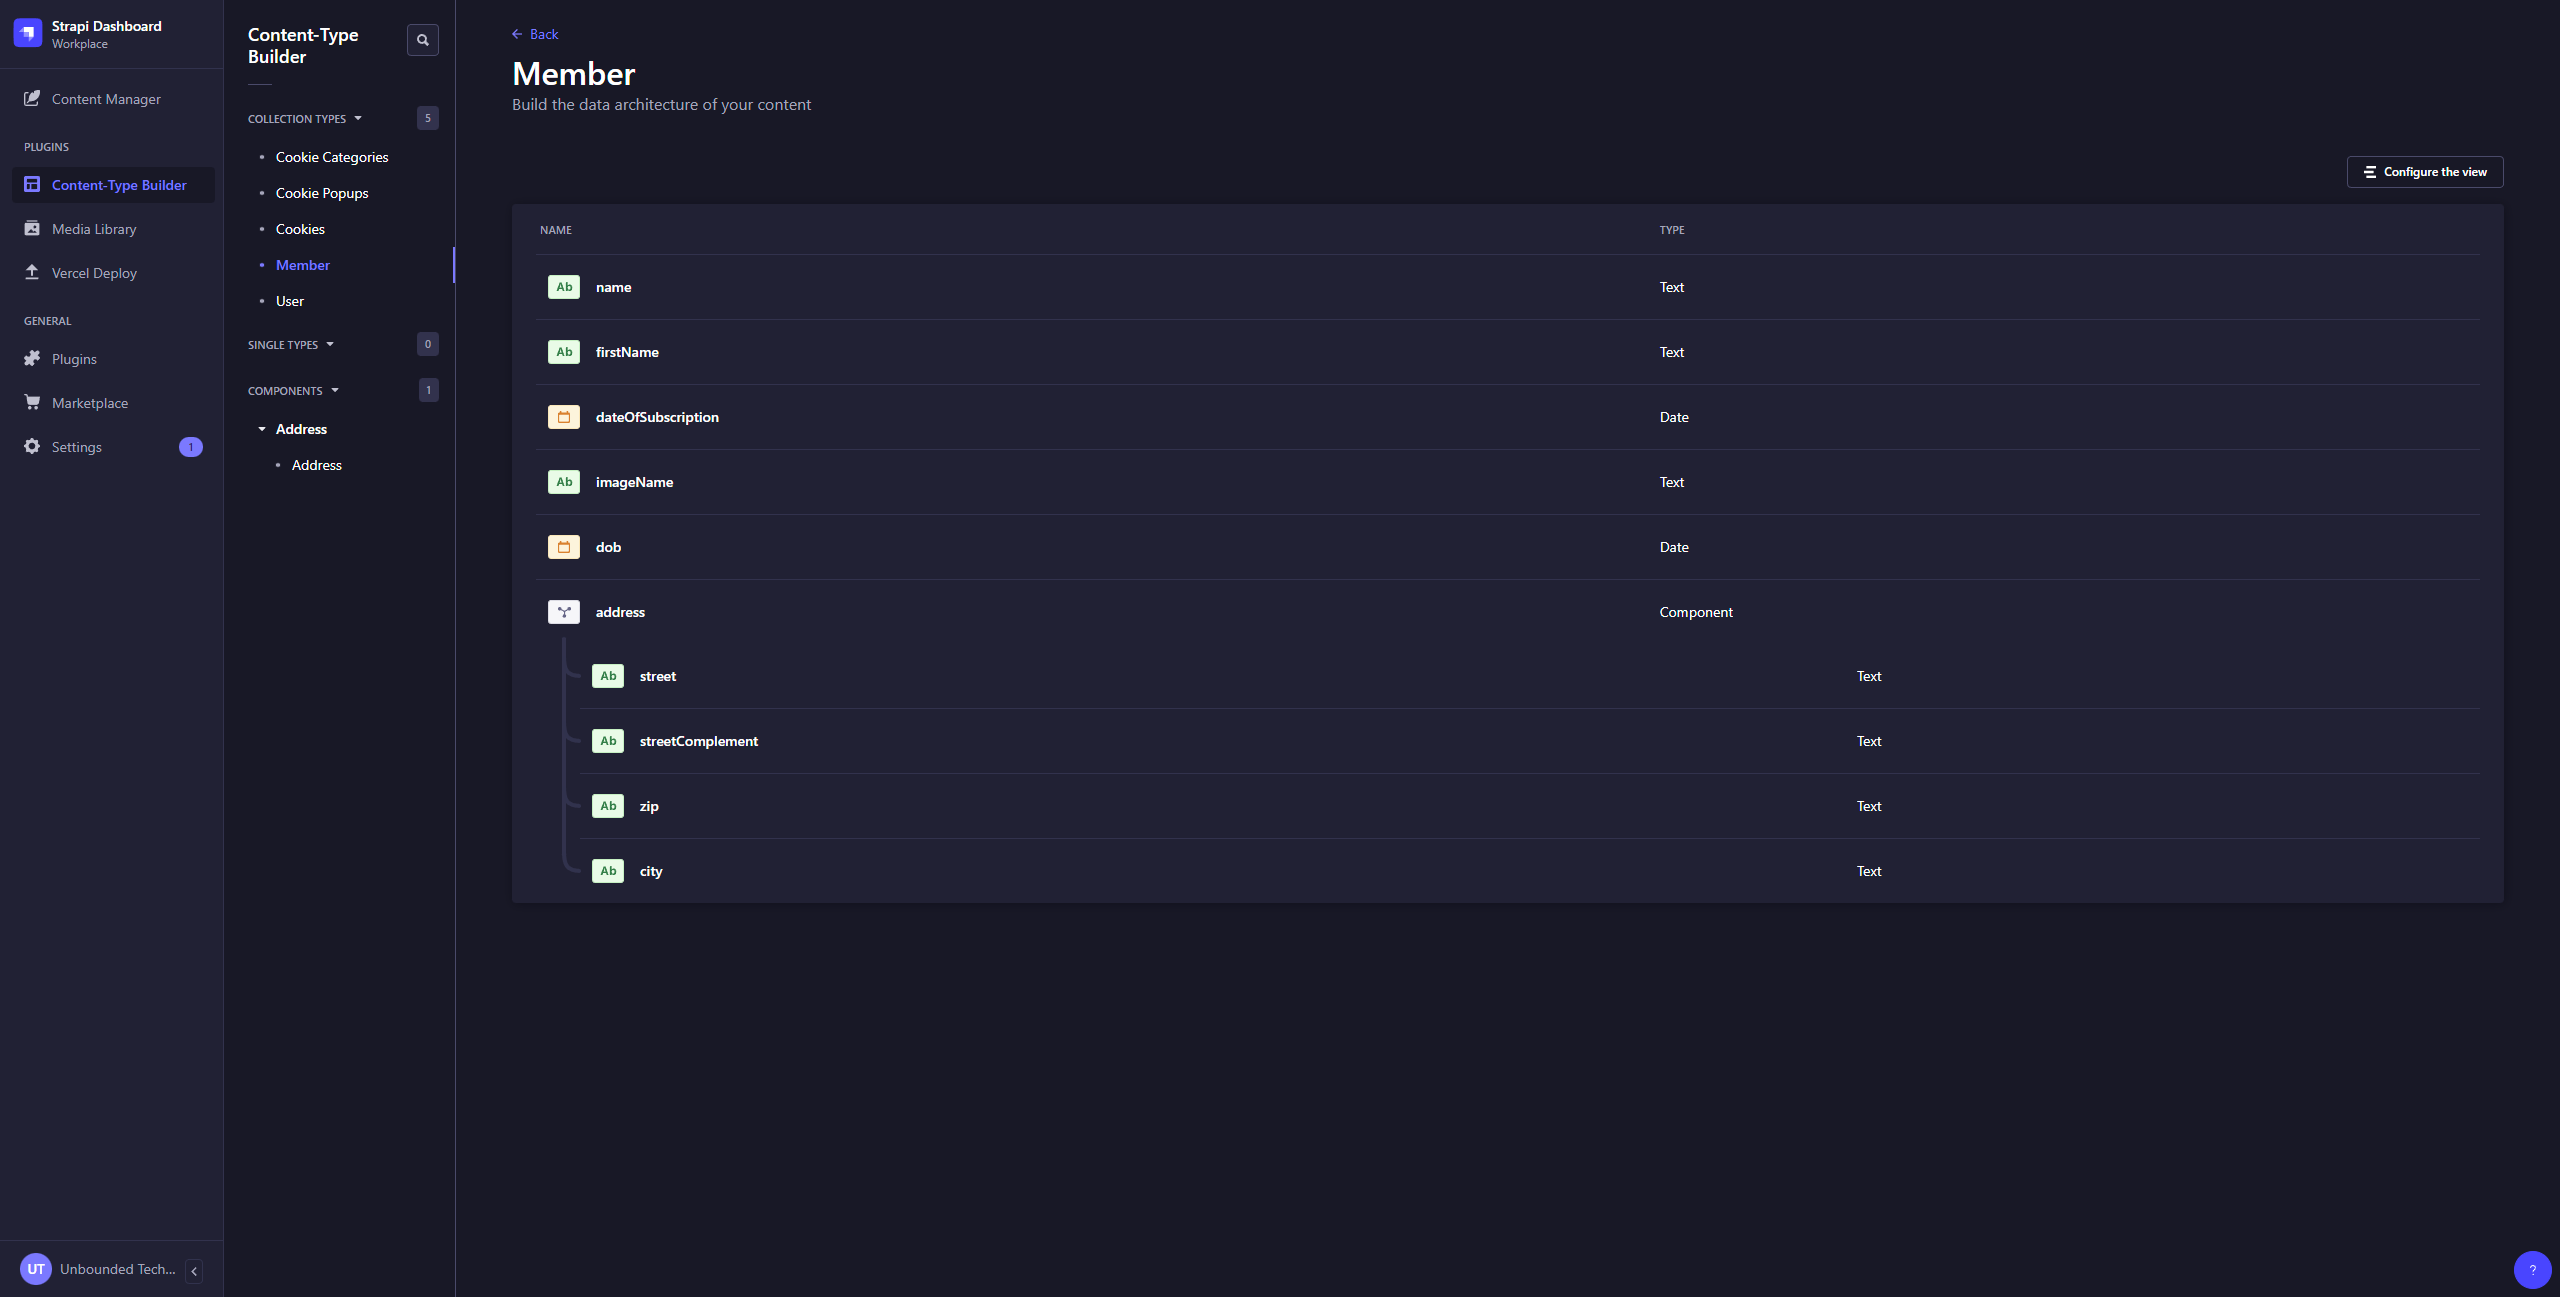 Strapi Dashboard
Workplace
Content Manager
PLUGINS
Content-Type Builder
Media Library
Vercel Deploy
GENERAL
Plugins
Marketplace
Settings
1
UT
Unbounded Tech...
Content-Type
Builder
COLLECTION TYPES
5
Cookie Categories
Cookie Popups
Cookies
Member
User
SINGLE TYPES
0
COMPONENTS
1
Address
Address
Back
Member
Build the data architecture of your content
Configure the view
NAME TYPE
Ab name Text
Ab firstName Text
dateOfSubscription Date
Ab imageName Text
dob Date
address Component
Ab street Text
Ab streetComplement Text
Ab zip Text
Ab city Text
?